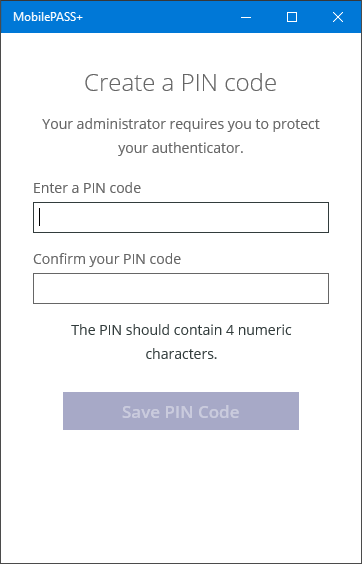 MobilePASS+
Create a PIN code
Your administrator requires you to protect
your authenticator.
Enter a PIN code
Confirm your PIN code
The PIN should contain 4 numeric
characters.
Save PIN Code